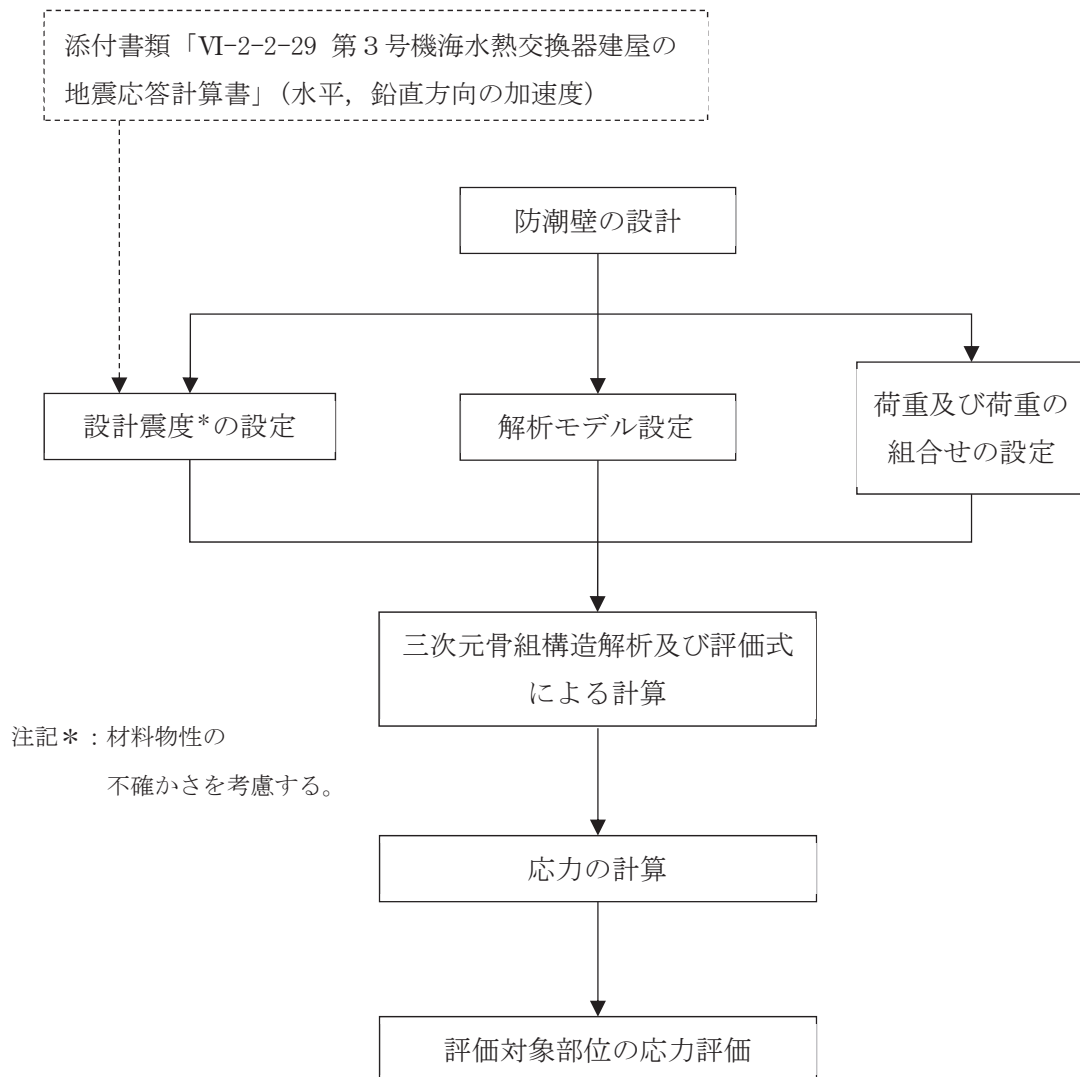 添付書類「Ⅵ-2-2-29 第３号機海水熱交換器建屋の
地震応答計算書」（水平，鉛直方向の加速度）
防潮壁の設計
設計震度*の設定
解析モデル設定
荷重及び荷重の
組合せの設定
三次元骨組構造解析及び評価式
による計算
注記＊：材料物性の
不確かさを考慮する。
応力の計算
評価対象部位の応力評価